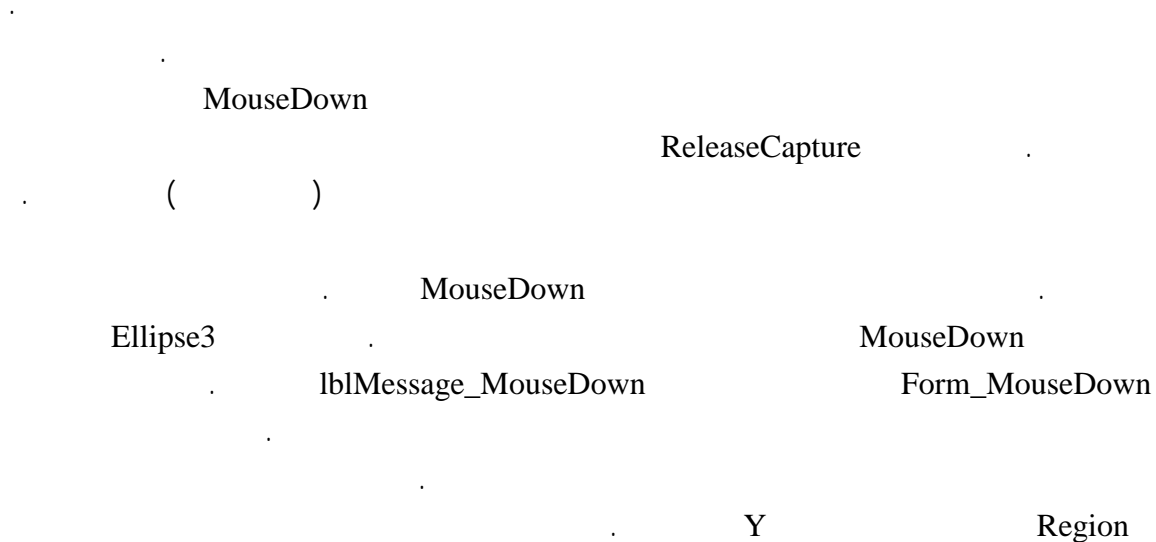 .
.
MouseDown
ReleaseCapture .
. ( )
. MouseDown .
Ellipse3 . MouseDown
. lblMessage_MouseDown Form_MouseDown
.
.
. Y Region